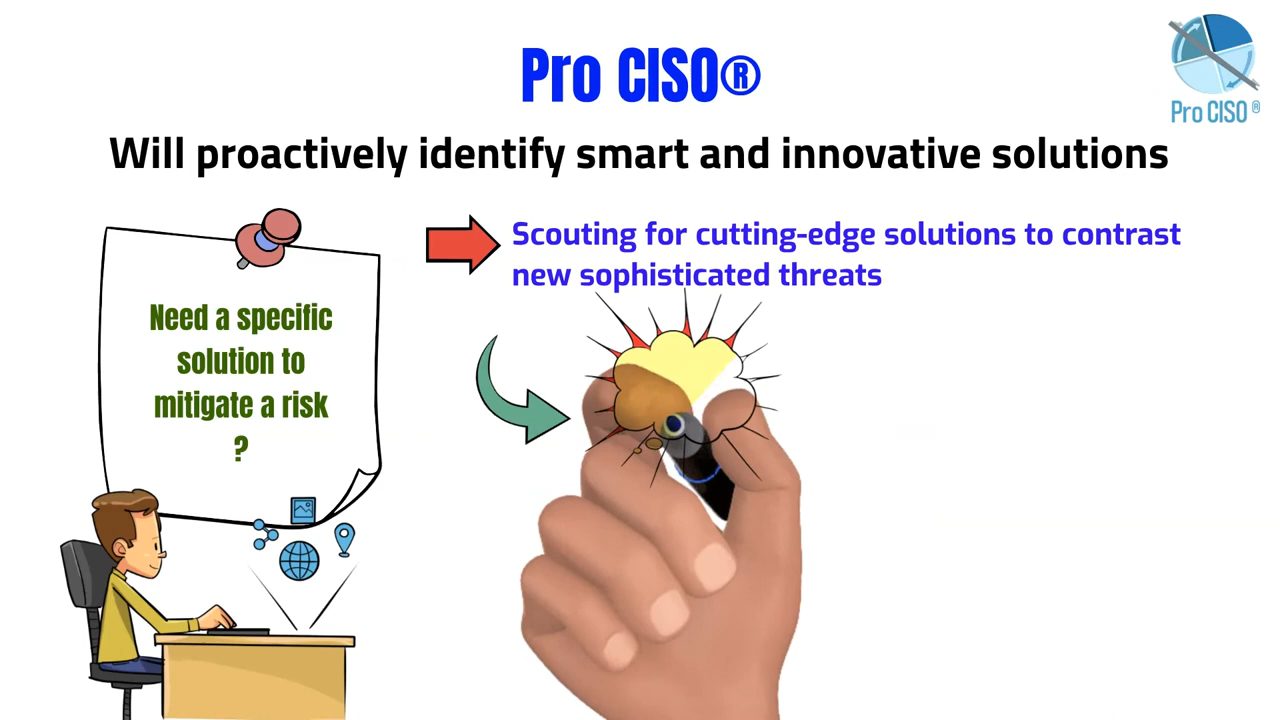 Pro CISO®
Pro CISO ®
Will proactively identify smart and innovative solutions
Scouting for cutting-edge solutions to contrast
new sophisticated threats
Need a specific
solution to
mitigate a risk
?